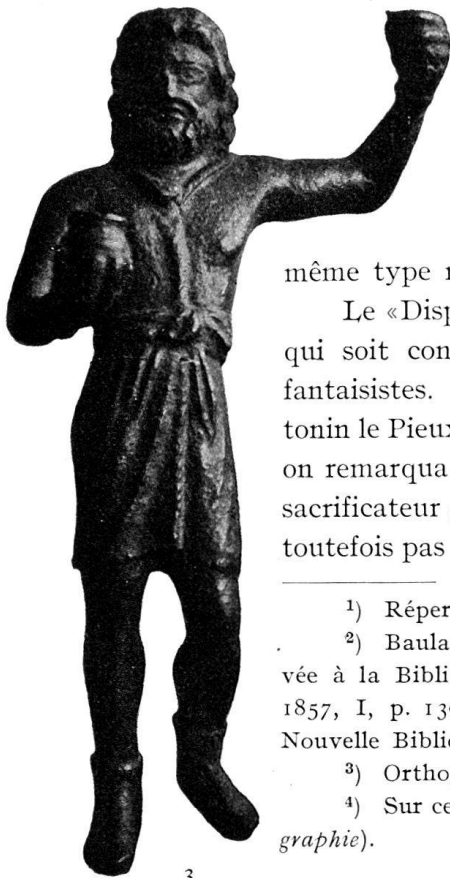 même type
Le «Disp
qui soit con
fantaisistes.
tonin le Pieux
on remarqua
sacrificateur
toutefois pas
¹) Réper
²) Baula
vée à la Bibli
1857, I, p. 13
Nouvelle Biblio
³) Ortho
⁴) Sur ce
graphie).
3